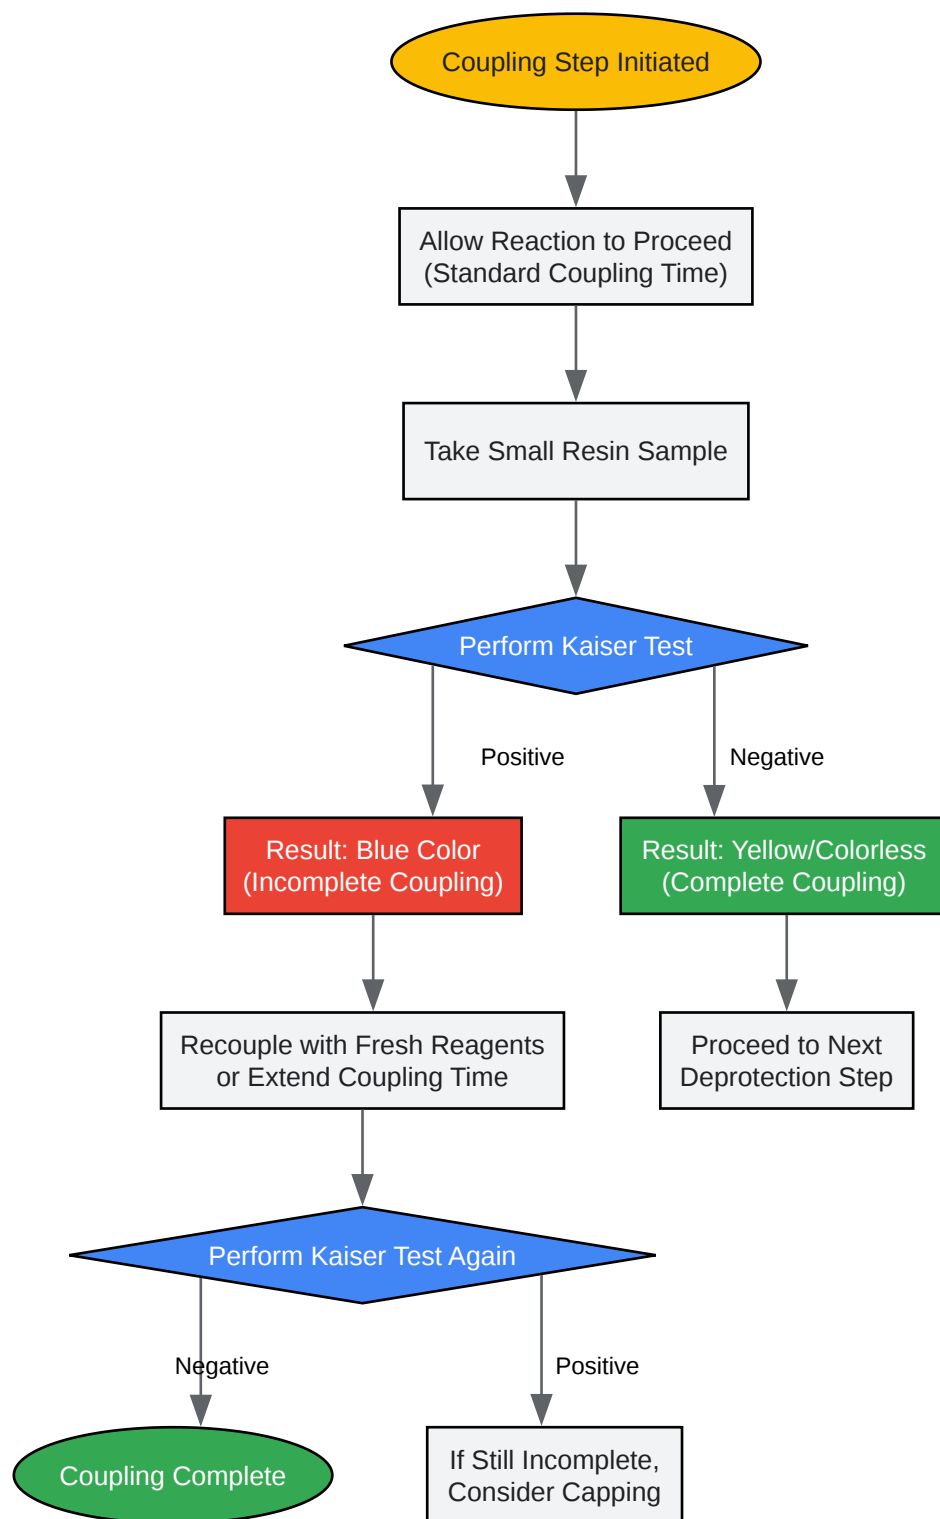 Coupling Step Initiated
Allow Reaction to Proceed
(Standard Coupling Time)
Take Small Resin Sample
Perform Kaiser Test
Positive
Negative
Result: Blue Color
(Incomplete Coupling)
Result: Yellow/Colorless
(Complete Coupling)
Recouple with Fresh Reagents
or Extend Coupling Time
Proceed to Next
Deprotection Step
Perform Kaiser Test Again
Negative
Positive
Coupling Complete
If Still Incomplete,
Consider Capping